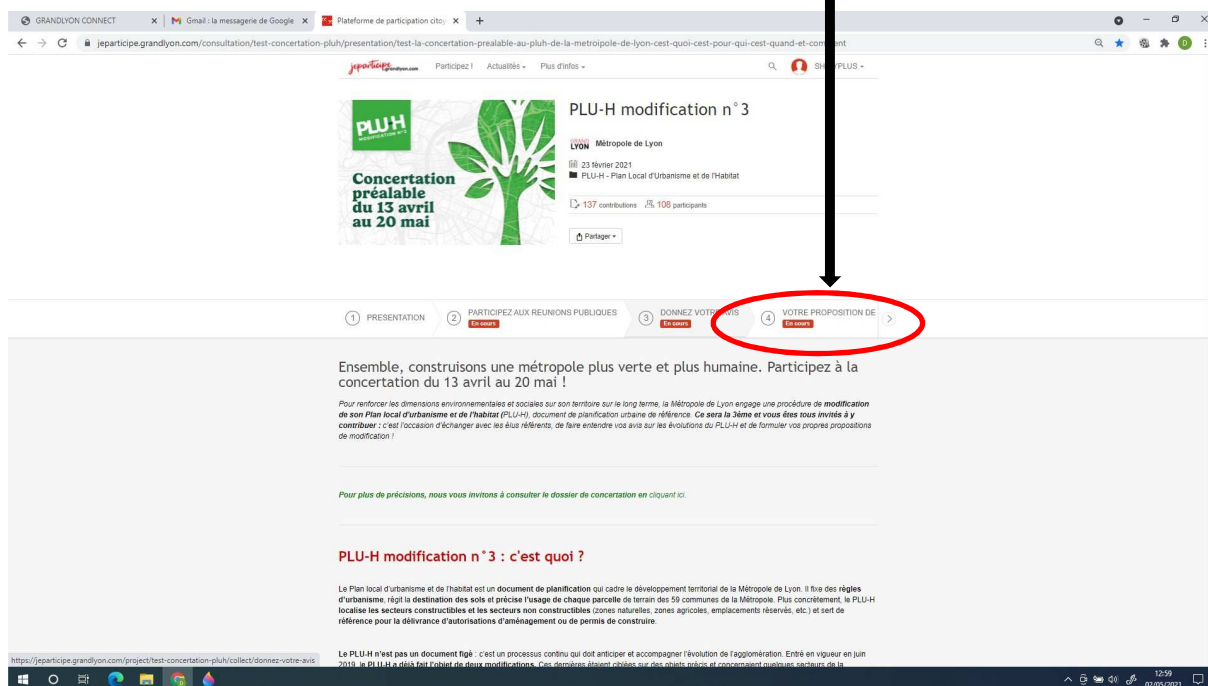 GRANDLYON CONNECT
Gmail : la messagerie de Google
Plateforme de participation citoy
jeparticipe.grandlyon.com/consultation/test-concertation-pluh/presentation/test-la-concertation-prealable-au-pluh-de-la-metroipole-de-lyon-cest-quoi-cest-pour-qui-cest-quand-et-comment
D
jeparticipe.grandlyon.com Participez ! Actualités Plus d'infos
PLU-H
MODIFICATION N°3
Concertation
préalable
du 13 avril
au 20 mai
PLU-H modification n°3
GRAND LYON Métropole de Lyon
23 février 2021
PLU-H - Plan Local d'Urbanisme et de l'Habitat
137 contributions 108 participants
Partager
1 PRESENTATION
2 PARTICIPEZ AUX REUNIONS PUBLIQUES
En cours
3 DONNEZ VOTRE AVIS
En cours
4 VOTRE PROPOSITION DE
En cours
Ensemble, construisons une métropole plus verte et plus humaine. Participez à la
concertation du 13 avril au 20 mai !
Pour renforcer les dimensions environnementales et sociales sur son territoire sur le long terme, la Métropole de Lyon engage une procédure de modification
de son Plan local d'urbanisme et de l'habitat (PLU-H), document de planification urbaine de référence. Ce sera la 3ème et vous êtes tous invités à y
contribuer : c'est l'occasion d'échanger avec les élus référents, de faire entendre vos avis sur les évolutions du PLU-H et de formuler vos propres propositions
de modification !
Pour plus de précisions, nous vous invitons à consulter le dossier de concertation en cliquant ici.
PLU-H modification n°3 : c'est quoi ?
Le Plan local d'urbanisme et de l'habitat est un document de planification qui cadre le développement territorial de la Métropole de Lyon. Il fixe des règles
d'urbanisme, régit la destination des sols et précise l'usage de chaque parcelle de terrain des 59 communes de la Métropole. Plus concrètement, le PLU-H
localise les secteurs constructibles et les secteurs non constructibles (zones naturelles, zones agricoles, emplacements réservés, etc.) et sert de
référence pour la délivrance d'autorisations d'aménagement ou de permis de construire.
Le PLU-H n'est pas un document figé : c'est un processus continu qui doit anticiper et accompagner l'évolution de l'agglomération. Entré en vigueur en juin
2019, le PLU-H a déjà fait l'objet de deux modifications. Ces dernières étaient ciblées sur des objets précis et concernaient quelques secteurs de la
https://jeparticipe.grandlyon.com/project/test-concertation-pluh/collect/donnez-votre-avis
12:59
02/05/2021